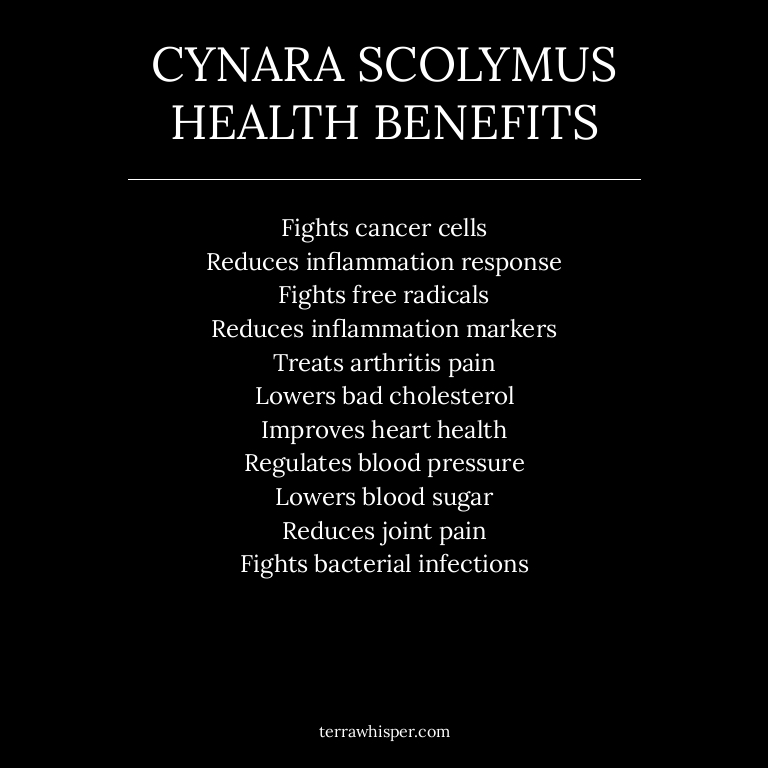 CYNARA SCOLYMUS
HEALTH BENEFITS
Fights cancer cells
Reduces inflammation response
Fights free radicals
Reduces inflammation markers
Treats arthritis pain
Lowers bad cholesterol
Improves heart health
Regulates blood pressure
Lowers blood sugar
Reduces joint pain
Fights bacterial infections
terrawhisper.com